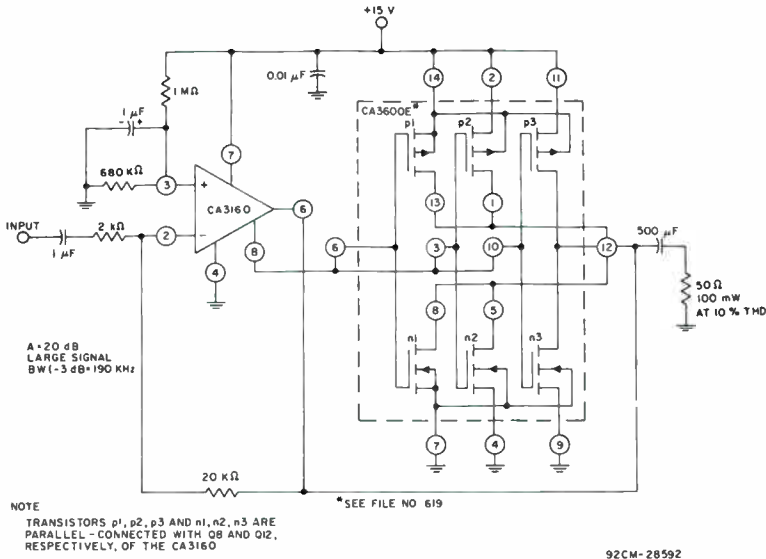 +15 V
14
2
11
0.01 µF
1 MΩ
CA3600E*
p1
p2
p3
1 µF
- +
7
680 KΩ
3
+
CA3160
13
1
6
INPUT
2 kΩ
2
-
8
6
3
10
12
500 µF
1 µF
4
50 Ω
100 mW
AT 10 % THD
8
5
A = 20 dB
LARGE SIGNAL
BW (-3 dB = 190 KHz
n1
n2
n3
7
4
9
20 KΩ
*SEE FILE NO 619
NOTE
TRANSISTORS p1, p2, p3 AND n1, n2, n3 ARE
PARALLEL-CONNECTED WITH Q8 AND Q12,
RESPECTIVELY, OF THE CA3160
92CM-28592